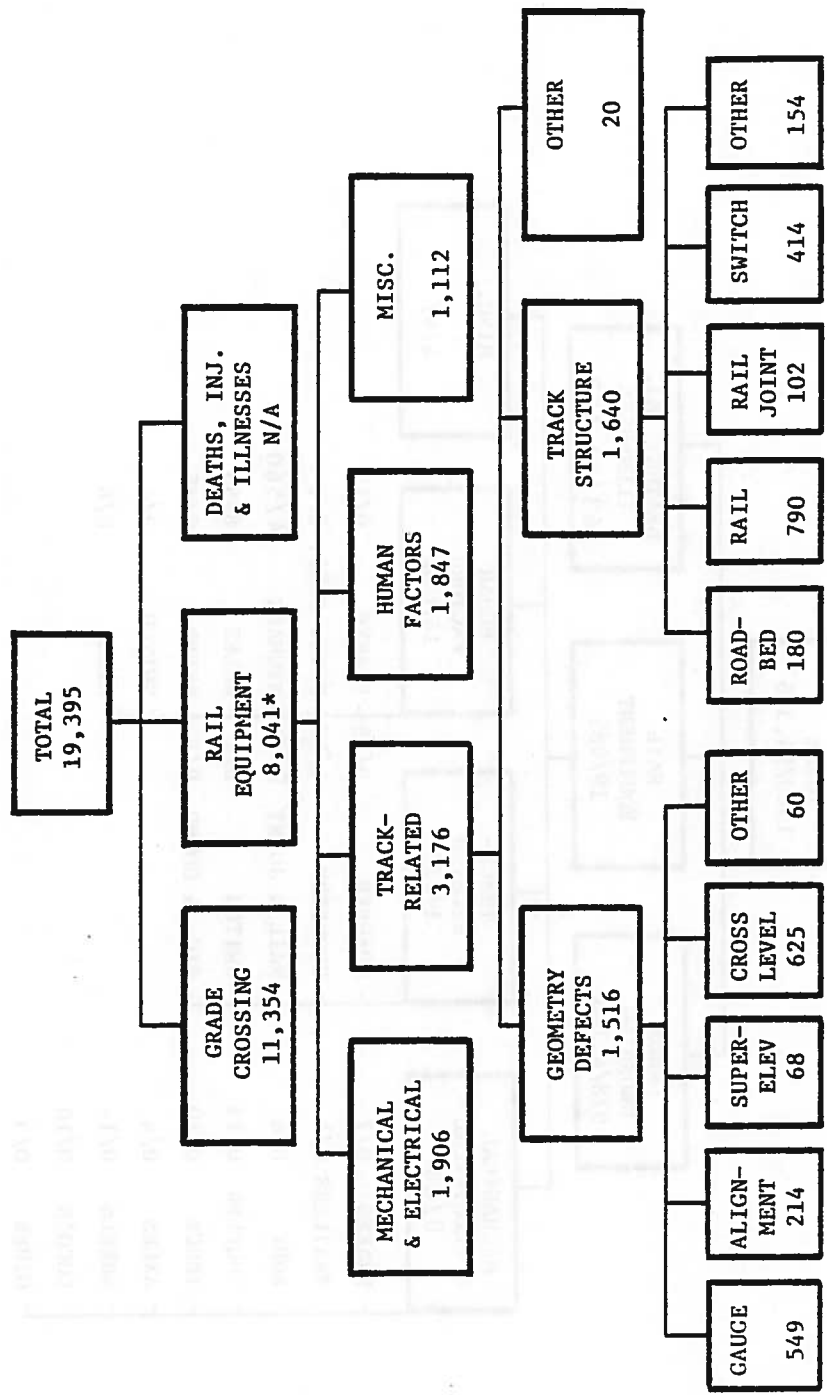 TOTAL
19,395
GRADE
CROSSING
11,354
RAIL
EQUIPMENT
8,041*
DEATHS, INJ.
& ILLNESSES
N/A
MECHANICAL
& ELECTRICAL
1,906
TRACK-
RELATED
3,176
HUMAN
FACTORS
1,847
MISC.
1,112
GEOMETRY
DEFECTS
1,516
TRACK
STRUCTURE
1,640
OTHER
20
GAUGE
549
ALIGN-
MENT
214
SUPER-
ELEV
68
CROSS
LEVEL
625
OTHER
60
ROAD-
BED
180
RAIL
790
RAIL
JOINT
102
SWITCH
414
OTHER
154